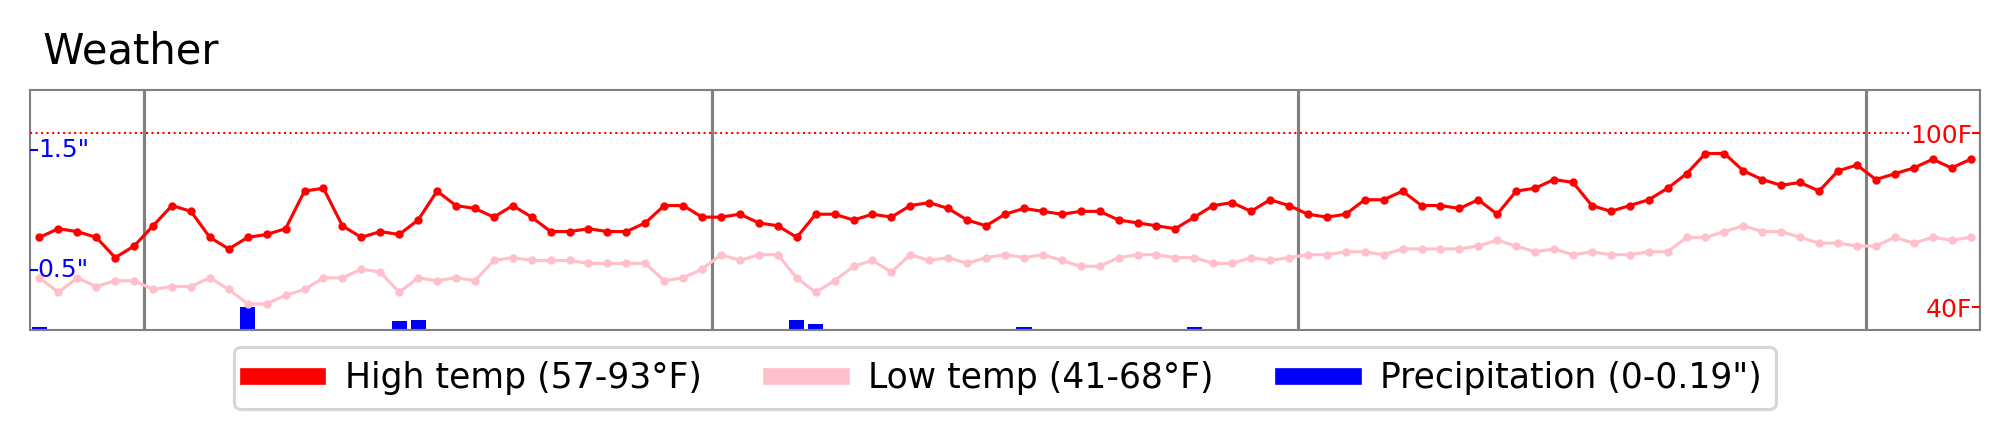 Weather
1.5"
100F
0.5"
40F
High temp (57-93°F) Low temp (41-68°F) Precipitation (0-0.19")